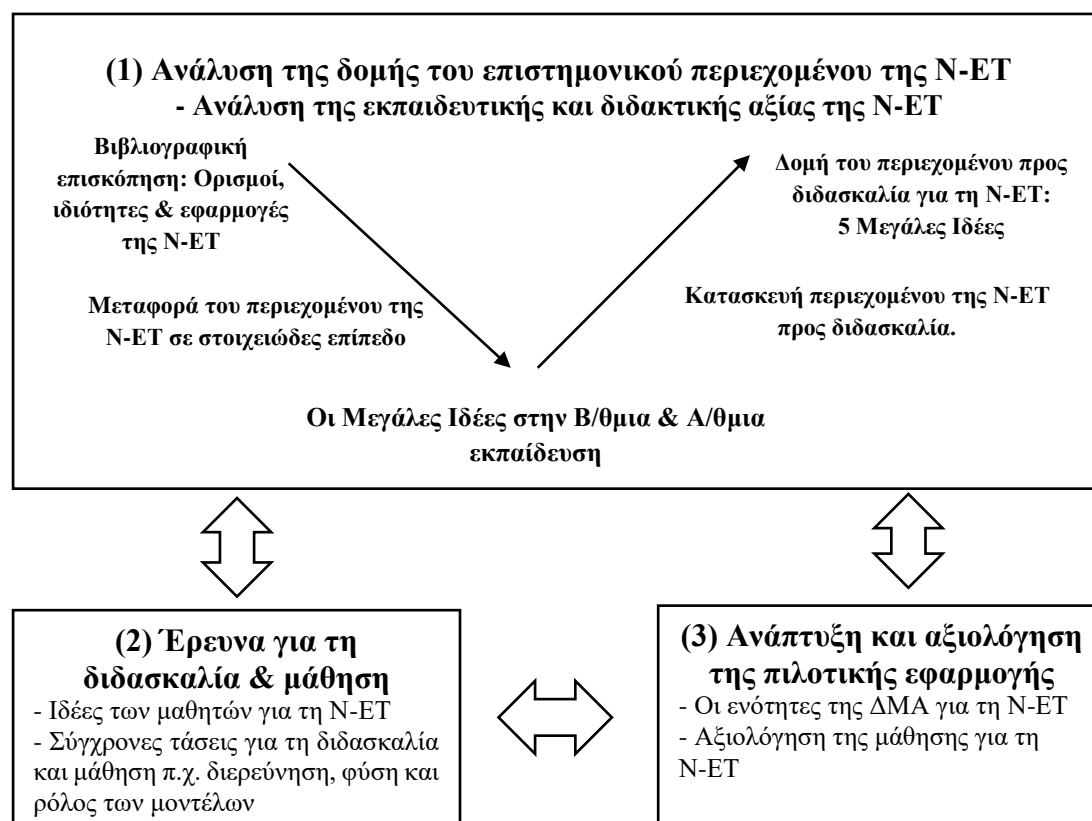 (1) Ανάλυση της δομής του επιστημονικού περιεχομένου της Ν-ΕΤ
- Ανάλυση της εκπαιδευτικής και διδακτικής αξίας της Ν-ΕΤ
Βιβλιογραφική
επισκόπηση: Ορισμοί,
ιδιότητες & εφαρμογές
της Ν-ΕΤ
Μεταφορά του περιεχομένου της
Ν-ΕΤ σε στοιχειώδες επίπεδο
Δομή του περιεχομένου προς
διδασκαλία για τη Ν-ΕΤ:
5 Μεγάλες Ιδέες
Κατασκευή περιεχομένου της Ν-ΕΤ
προς διδασκαλία.
Οι Μεγάλες Ιδέες στην Β/θμια & Α/θμια
εκπαίδευση
(2) Έρευνα για τη
διδασκαλία & μάθηση
- Ιδέες των μαθητών για τη Ν-ΕΤ
- Σύγχρονες τάσεις για τη διδασκαλία
και μάθηση π.χ. διερεύνηση, φύση και
ρόλος των μοντέλων
(3) Ανάπτυξη και αξιολόγηση
της πιλοτικής εφαρμογής
- Οι ενότητες της ΔΜΑ για τη Ν-ΕΤ
- Αξιολόγηση της μάθησης για τη
Ν-ΕΤ